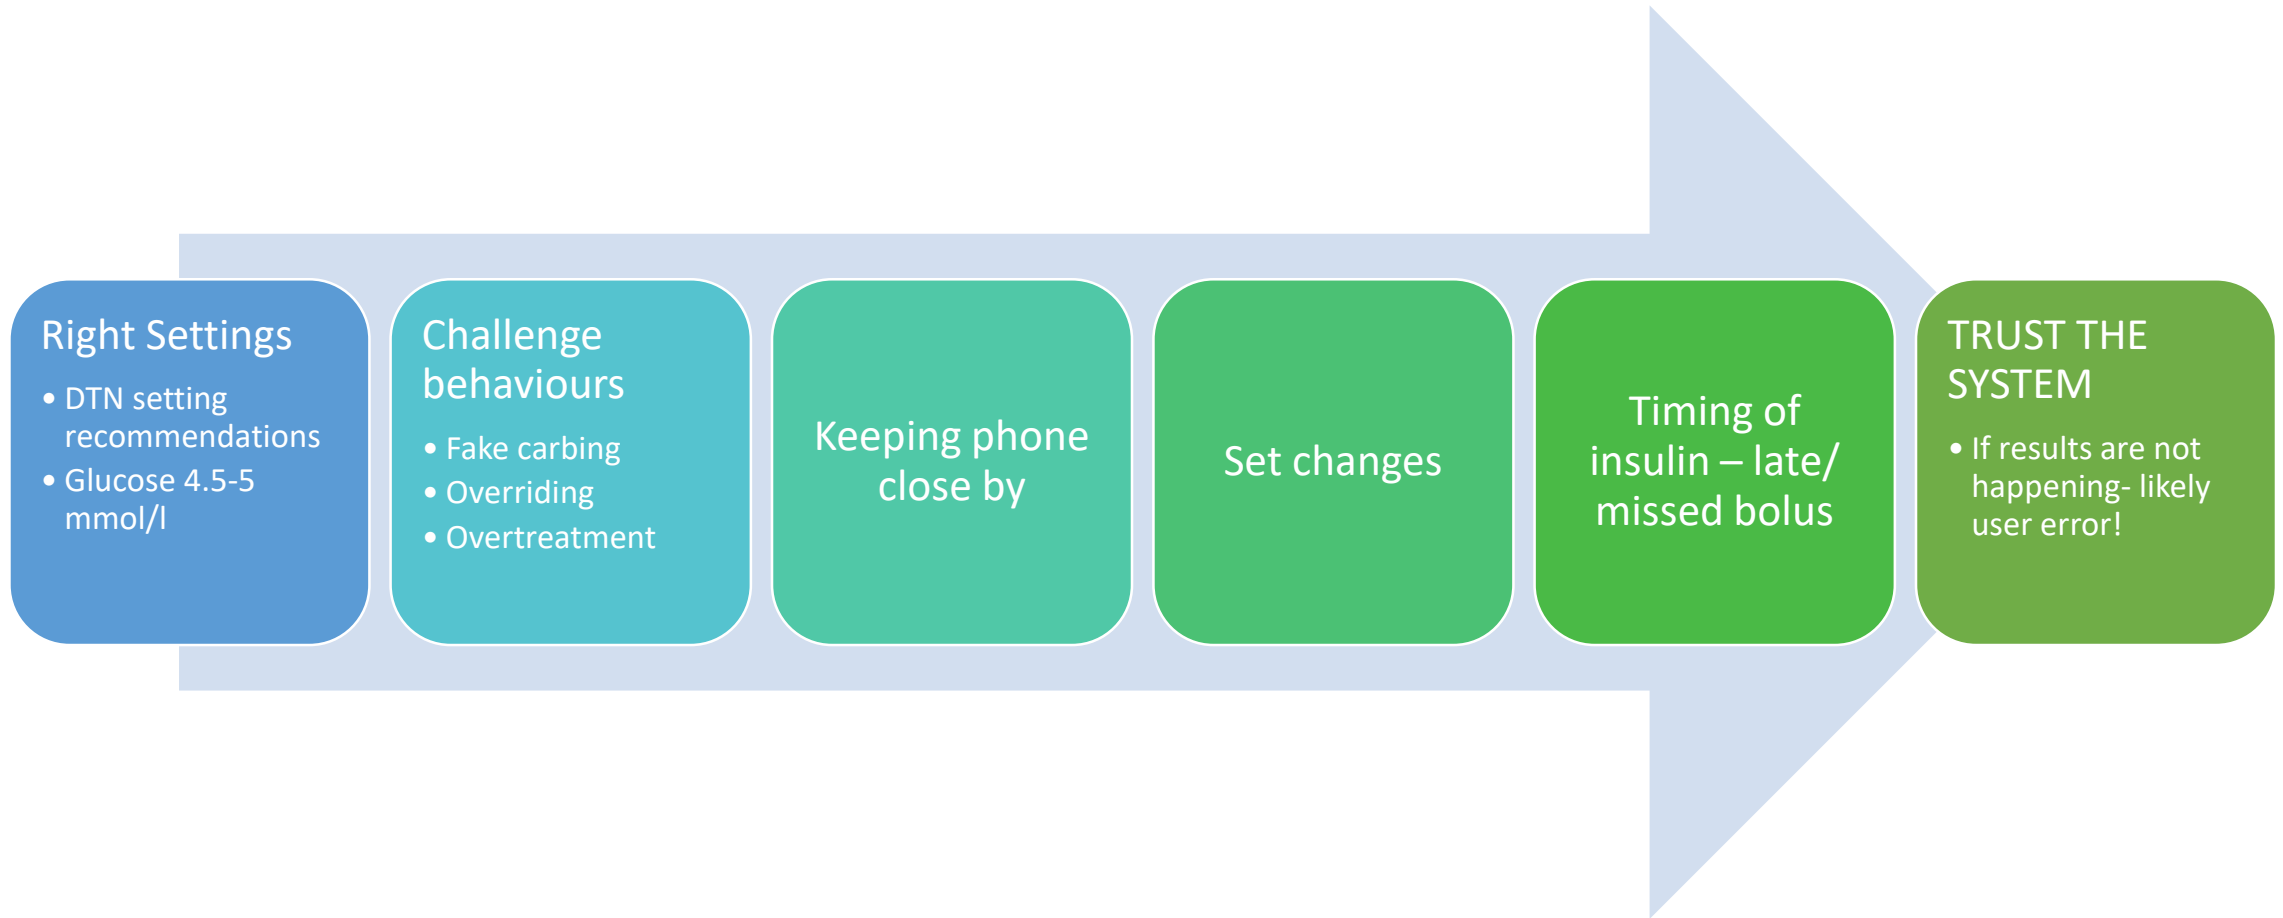 Right Settings
• DTN setting
recommendations
• Glucose 4.5-5
mmol/l
Challenge
behaviours
• Fake carbing
• Overriding
• Overtreatment
Keeping phone
close by
Set changes
Timing of
insulin – late/
missed bolus
TRUST THE
SYSTEM
• If results are not
happening- likely
user error!